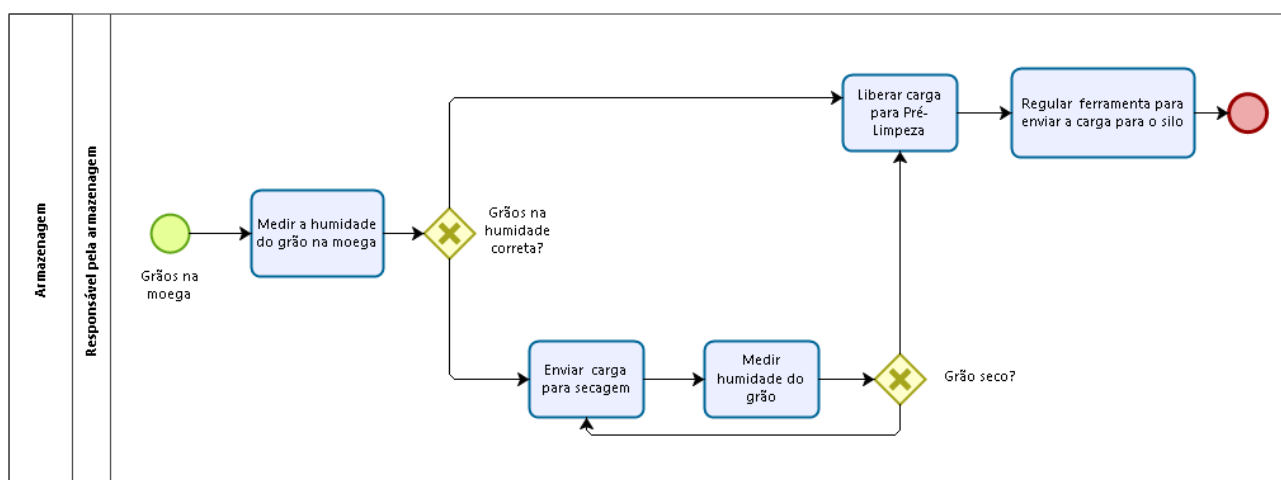 Armazenagem
Responsável pela armazenagem
Grãos na
moega
Medir a humidade
do grão na moega
Grãos na
humidade
correta?
Liberar carga
para Pré-
Limpeza
Regular ferramenta para
enviar a carga para o silo
Enviar carga
para secagem
Medir
humidade do
grão
Grão seco?